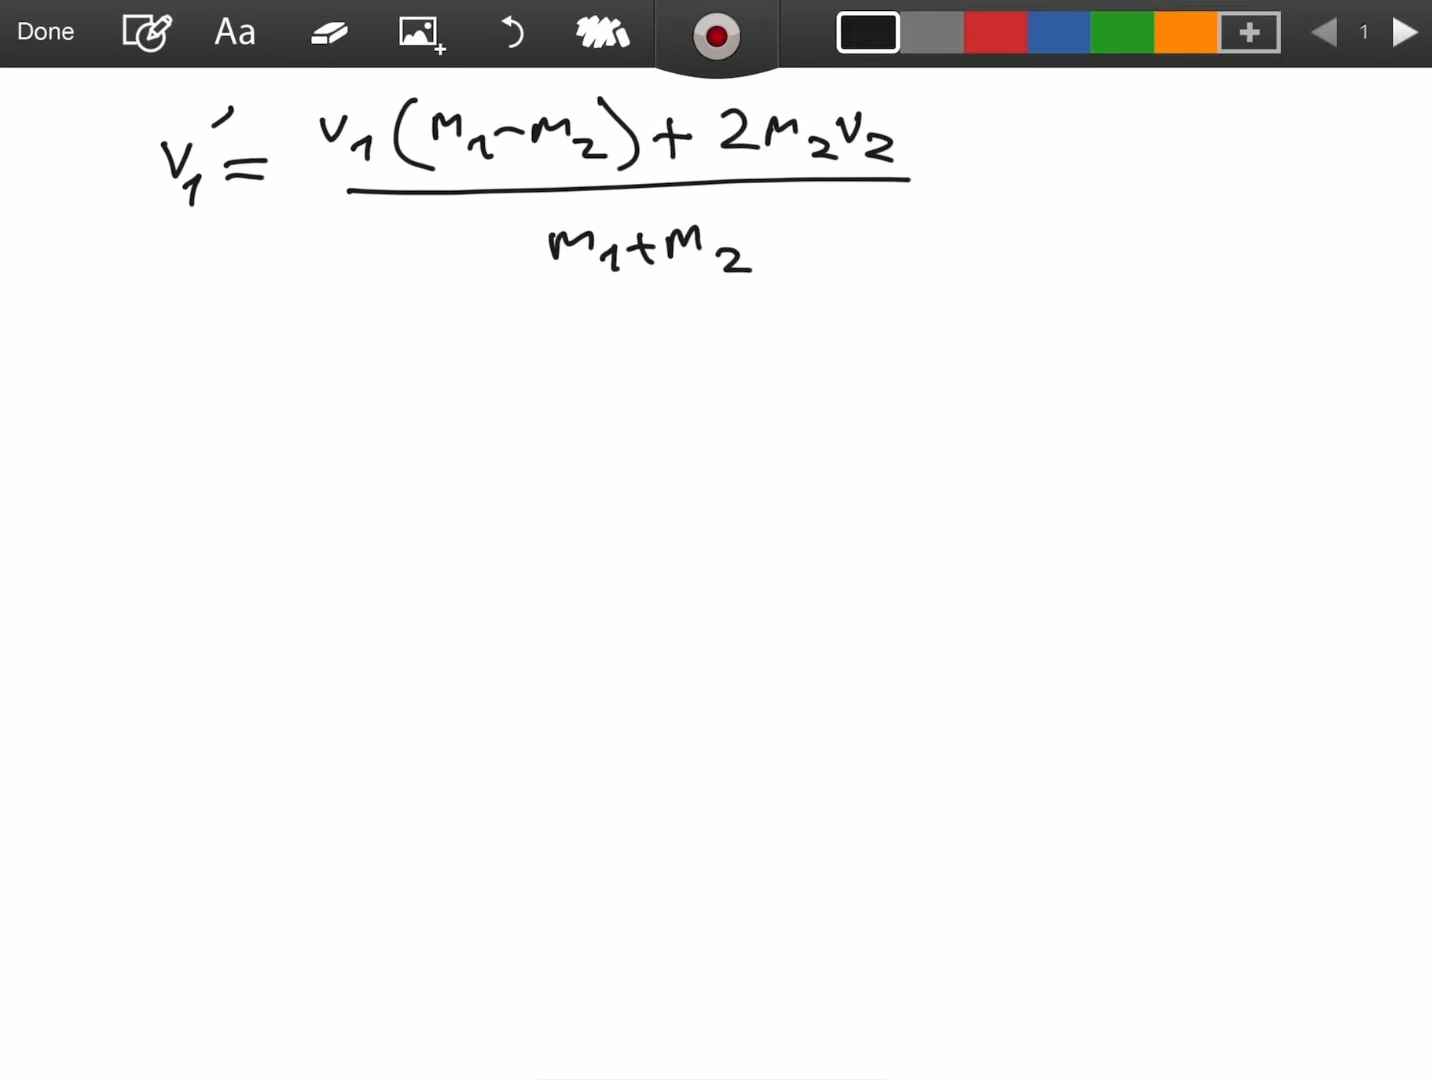 Done Aa 1
v₁′ = (v₁(m₁-m₂) + 2m₂v₂) / (m₁+m₂)